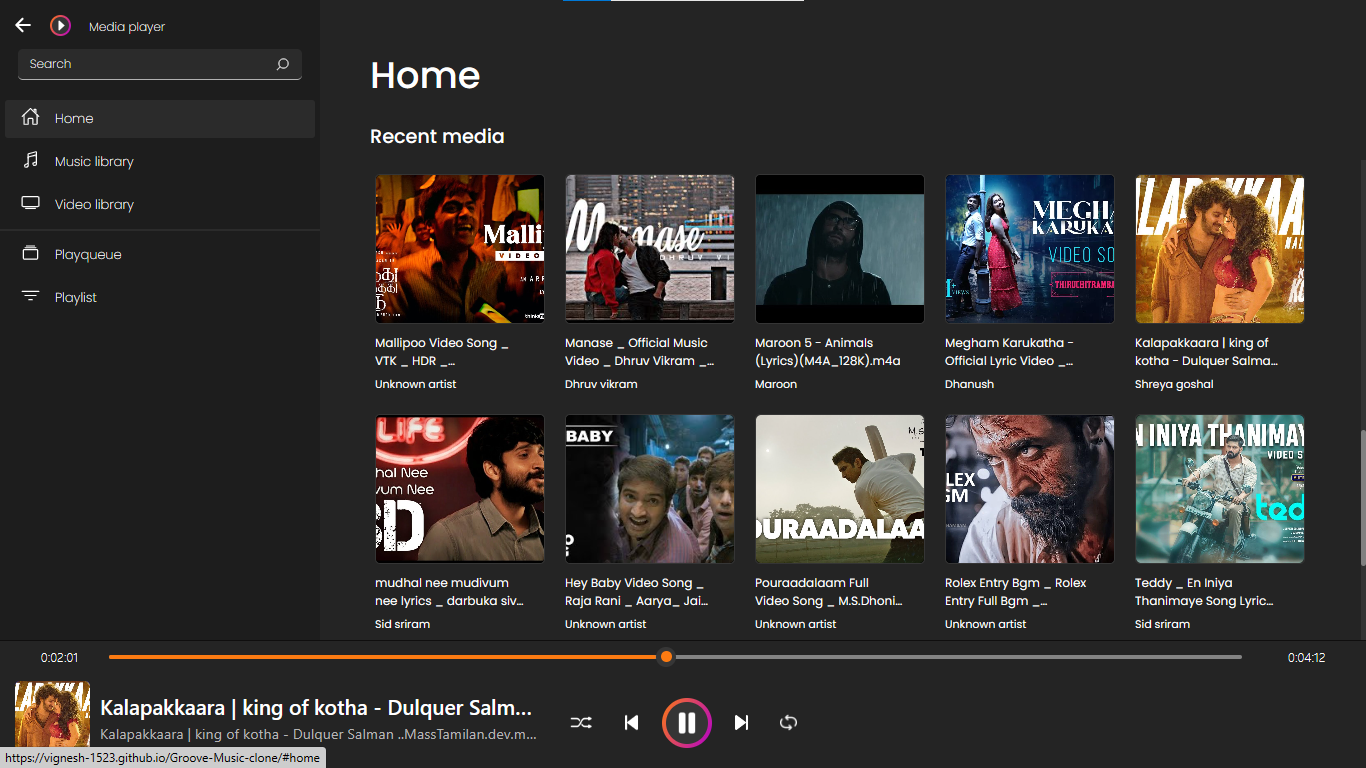 Media player
Search
Home
Music library
Video library
Playqueue
Playlist
Home
Recent media
Malli
VIDEO
think
Mallipoo Video Song _
VTK _ HDR _...
Unknown artist
Manase
DHRUV VI
Manase _ Official Music
Video _ Dhruv Vikram _...
Dhruv vikram
Maroon 5 - Animals
(Lyrics)(M4A_128K).m4a
Maroon
MEGHA
KARUKA
VIDEO SO
THIRUCHITRAMBA
VIEWS
Megham Karukatha -
Official Lyric Video _...
Dhanush
LAPAKKAA
Kalapakkaara | king of
kotha - Dulquer Salma...
Shreya goshal
LIFE
hal Nee
vum Nee
mudhal nee mudivum
nee lyrics _ darbuka siv...
Sid sriram
BABY
Hey Baby Video Song _
Raja Rani _ Aarya_ Jai...
Unknown artist
OURAADALAA
Pouraadalaam Full
Video Song _ M.S.Dhoni...
Unknown artist
LEX
GM
Rolex Entry Bgm _ Rolex
Entry Full Bgm _...
Unknown artist
N INIYA THANIMAY
VIDEO S
ted
Teddy _ En Iniya
Thanimaye Song Lyric...
Sid sriram
0:02:01
0:04:12
LAPAKKAA
Kalapakkaara | king of kotha - Dulquer Salm...
Kalapakkaara | king of kotha - Dulquer Salman ..MassTamilan.dev.m...
https://vignesh-1523.github.io/Groove-Music-clone/#home